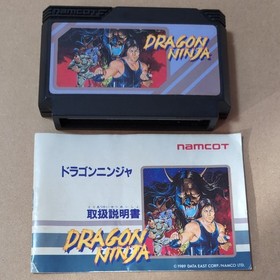 NAMCOT
DRAGON
NINJA
namcot
ドラゴンニンジャ
取扱説明書
DRAGON
NINJA
© 1989 DATA EAST CORP./NAMCO LTD.